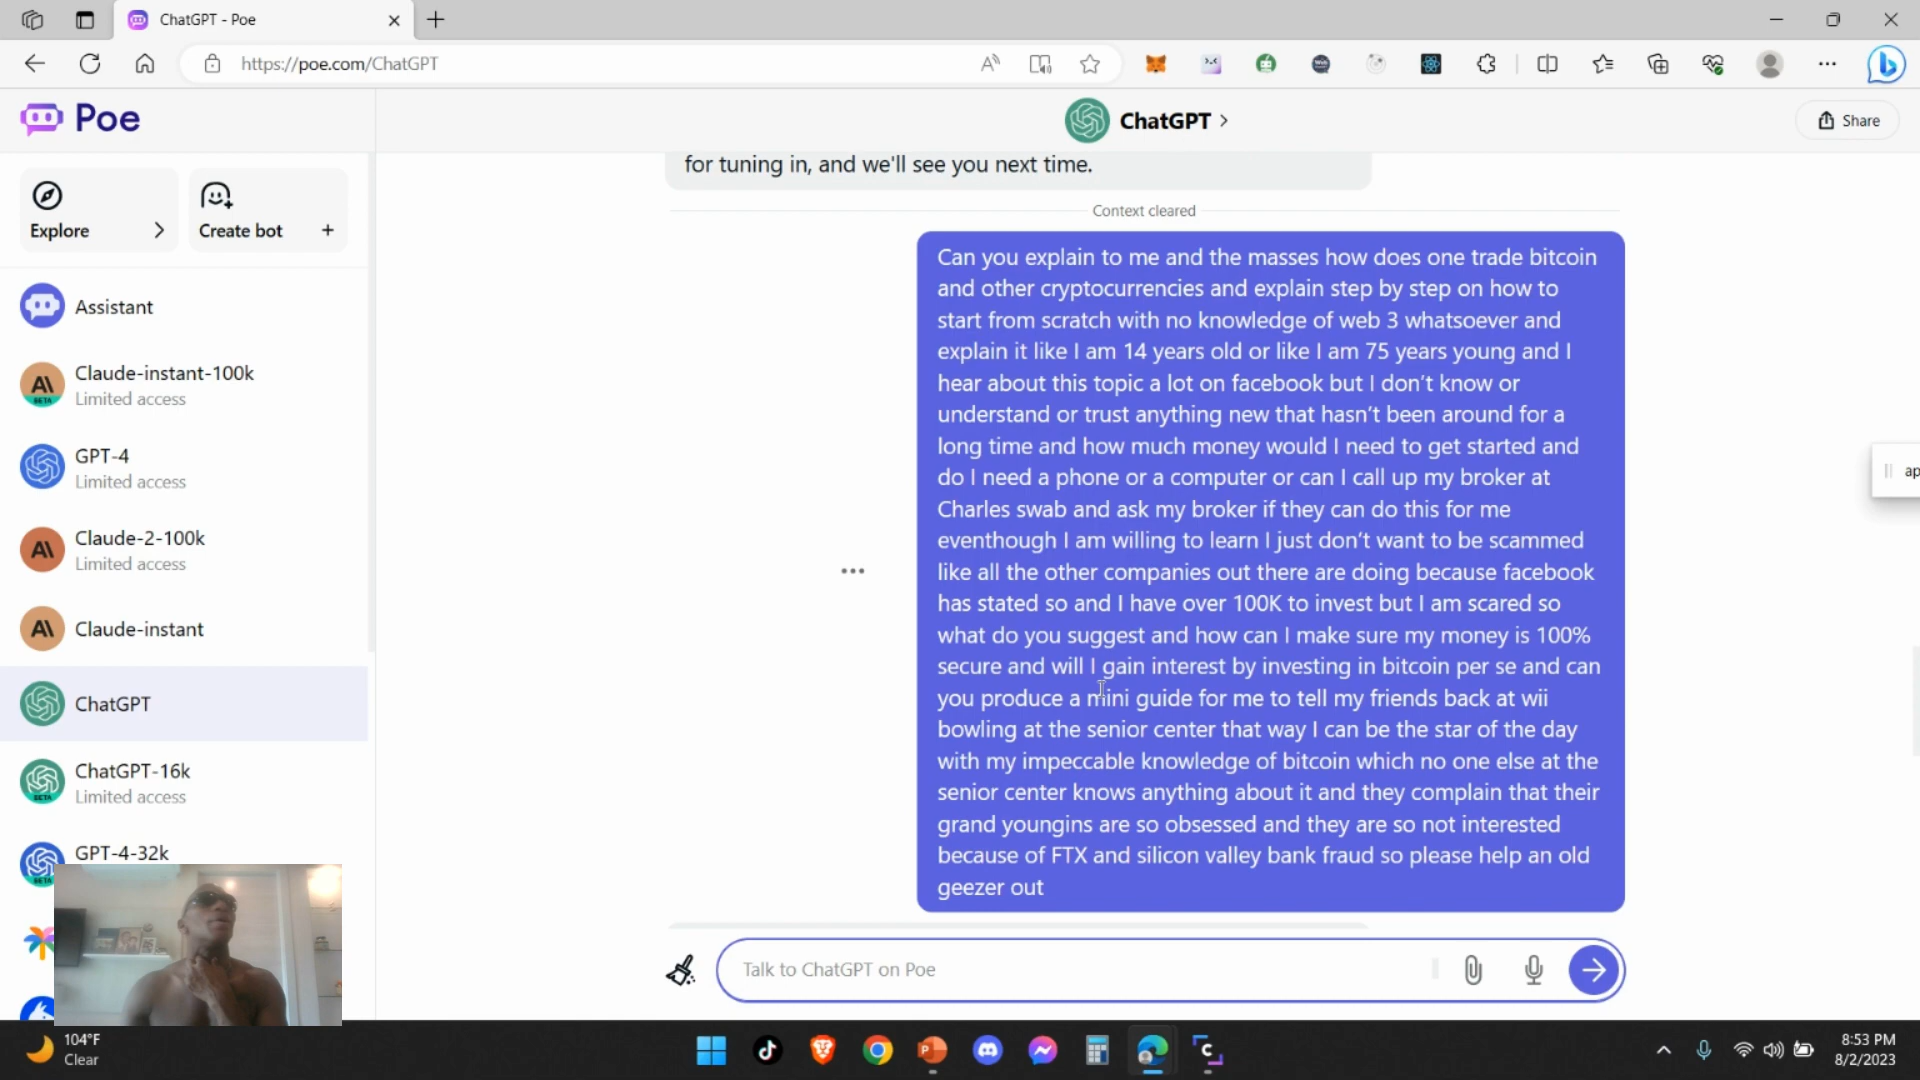 ChatGPT - Poe
https://poe.com/ChatGPT
Poe
ChatGPT
Share
Explore
Create bot
Assistant
Claude-instant-100k
Limited access
GPT-4
Limited access
Claude-2-100k
Limited access
Claude-instant
ChatGPT
ChatGPT-16k
Limited access
GPT-4-32k
for tuning in, and we'll see you next time.
Context cleared
Can you explain to me and the masses how does one trade bitcoin
and other cryptocurrencies and explain step by step on how to
start from scratch with no knowledge of web 3 whatsoever and
explain it like I am 14 years old or like I am 75 years young and I
hear about this topic a lot on facebook but I don't know or
understand or trust anything new that hasn't been around for a
long time and how much money would I need to get started and
do I need a phone or a computer or can I call up my broker at
Charles swab and ask my broker if they can do this for me
eventhough I am willing to learn I just don't want to be scammed
like all the other companies out there are doing because facebook
has stated so and I have over 100K to invest but I am scared so
what do you suggest and how can I make sure my money is 100%
secure and will I gain interest by investing in bitcoin per se and can
you produce a mini guide for me to tell my friends back at wii
bowling at the senior center that way I can be the star of the day
with my impeccable knowledge of bitcoin which no one else at the
senior center knows anything about it and they complain that their
grand youngins are so obsessed and they are so not interested
because of FTX and silicon valley bank fraud so please help an old
geezer out
ap
Talk to ChatGPT on Poe
104°F
Clear
8:53 PM
8/2/2023